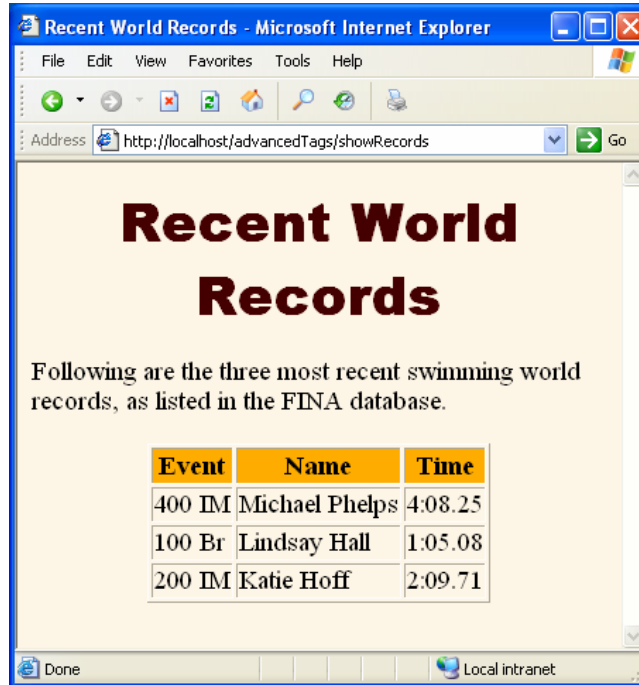 Recent World Records - Microsoft Internet Explorer
File Edit View Favorites Tools Help
Address http://localhost/advancedTags/showRecords Go
Recent World
Records
Following are the three most recent swimming world
records, as listed in the FINA database.
Event Name Time
400 IM Michael Phelps 4:08.25
100 Br Lindsay Hall 1:05.08
200 IM Katie Hoff 2:09.71
Done Local intranet